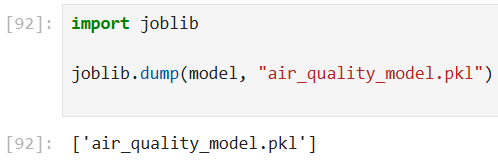 [92]: import joblib
joblib.dump(model, "air_quality_model.pkl")
[92]: ['air_quality_model.pkl']